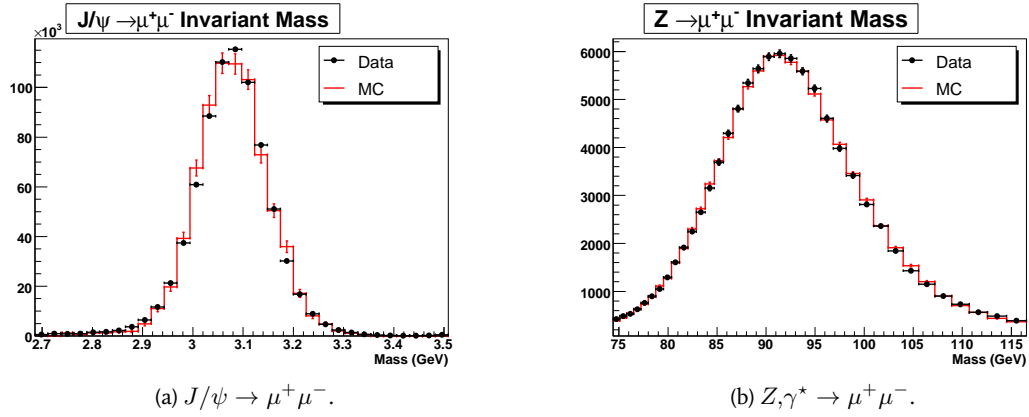 J/ψ →μ⁺μ⁻ Invariant Mass
×10³
100
80
60
40
20
0
Data
MC
2.7 2.8 2.9 3 3.1 3.2 3.3 3.4 3.5
Mass (GeV)
(a) J/ψ → μ⁺μ⁻.
Z →μ⁺μ⁻ Invariant Mass
6000
5000
4000
3000
2000
1000
Data
MC
75 80 85 90 95 100 105 110 115
Mass (GeV)
(b) Z,γ* → μ⁺μ⁻.